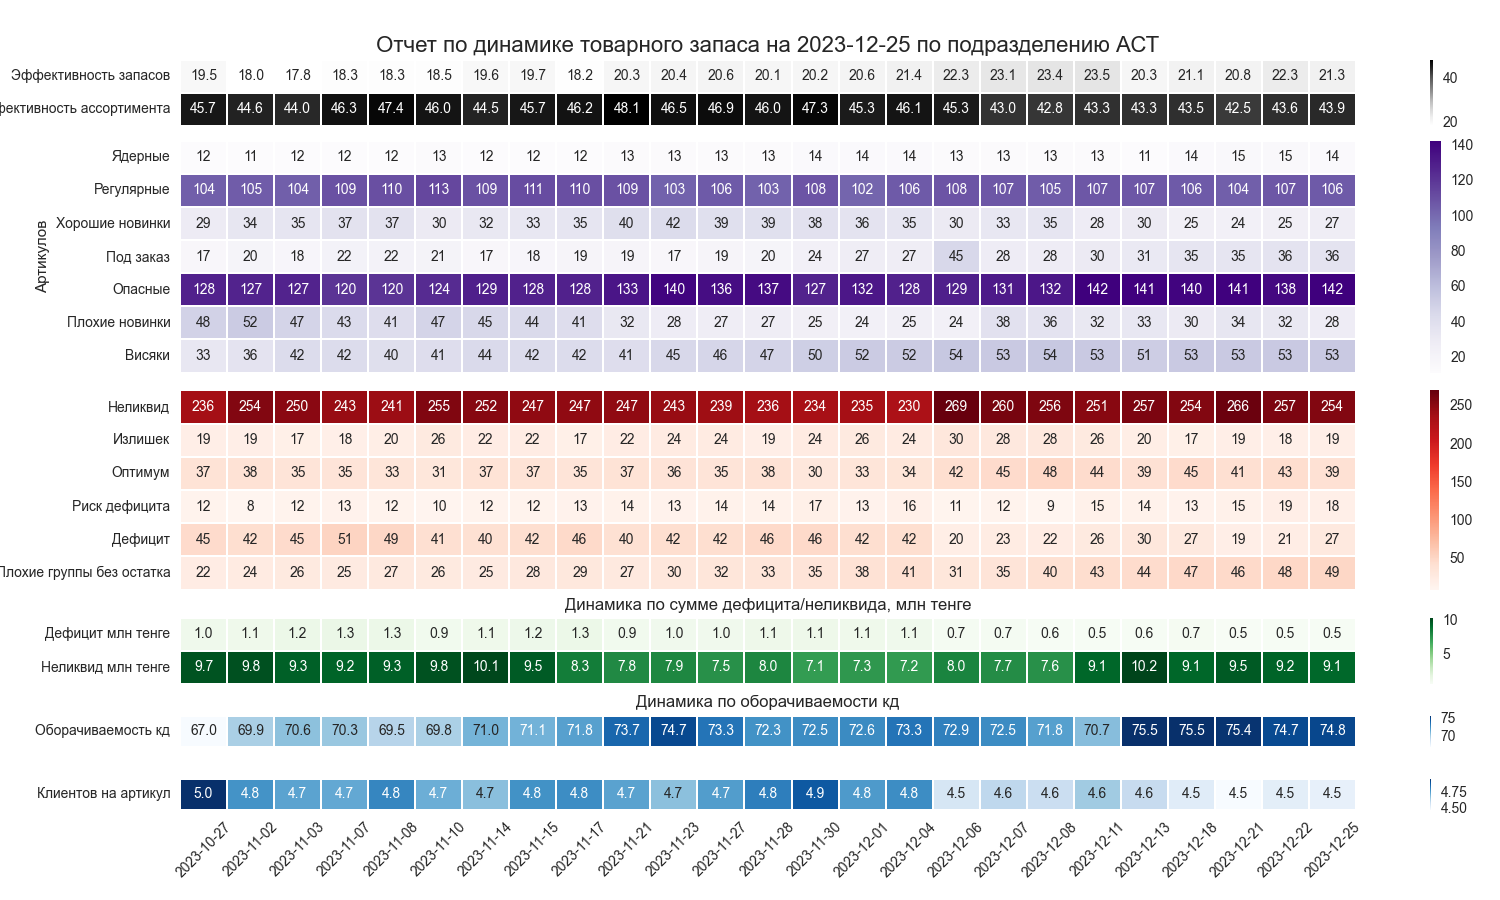 Отчет по динамике товарного запаса на 2023-12-25 по подразделению АСТ
Эффективность запасов 19.5 18.0 17.8 18.3 18.3 18.5 19.6 19.7 18.2 20.3 20.4 20.6 20.1 20.2 20.6 21.4 22.3 23.1 23.4 23.5 20.3 21.1 20.8 22.3 21.3
фективность ассортимента 45.7 44.6 44.0 46.3 47.4 46.0 44.5 45.7 46.2 48.1 46.5 46.9 46.0 47.3 45.3 46.1 45.3 43.0 42.8 43.3 43.3 43.5 42.5 43.6 43.9
40
20
Артикулов
Ядерные 12 11 12 12 12 13 12 12 12 13 13 13 13 14 14 14 13 13 13 13 11 14 15 15 14
Регулярные 104 105 104 109 110 113 109 111 110 109 103 106 103 108 102 106 108 107 105 107 107 106 104 107 106
Хорошие новинки 29 34 35 37 37 30 32 33 35 40 42 39 39 38 36 35 30 33 35 28 30 25 24 25 27
Под заказ 17 20 18 22 22 21 17 18 19 19 17 19 20 24 27 27 45 28 28 30 31 35 35 36 36
Опасные 128 127 127 120 120 124 129 128 128 133 140 136 137 127 132 128 129 131 132 142 141 140 141 138 142
Плохие новинки 48 52 47 43 41 47 45 44 41 32 28 27 27 25 24 25 24 38 36 32 33 30 34 32 28
Висяки 33 36 42 42 40 41 44 42 42 41 45 46 47 50 52 52 54 53 54 53 51 53 53 53 53
140
120
100
80
60
40
20
Неликвид 236 254 250 243 241 255 252 247 247 247 243 239 236 234 235 230 269 260 256 251 257 254 266 257 254
Излишек 19 19 17 18 20 26 22 22 17 22 24 24 19 24 26 24 30 28 28 26 20 17 19 18 19
Оптимум 37 38 35 35 33 31 37 37 35 37 36 35 38 30 33 34 42 45 48 44 39 45 41 43 39
Риск дефицита 12 8 12 13 12 10 12 12 13 14 13 14 14 17 13 16 11 12 9 15 14 13 15 19 18
Дефицит 45 42 45 51 49 41 40 42 46 40 42 42 46 46 42 42 20 23 22 26 30 27 19 21 27
Плохие группы без остатка 22 24 26 25 27 26 25 28 29 27 30 32 33 35 38 41 31 35 40 43 44 47 46 48 49
250
200
150
100
50
Динамика по сумме дефицита/неликвида, млн тенге
Дефицит млн тенге 1.0 1.1 1.2 1.3 1.3 0.9 1.1 1.2 1.3 0.9 1.0 1.0 1.1 1.1 1.1 1.1 0.7 0.7 0.6 0.5 0.6 0.7 0.5 0.5 0.5
Неликвид млн тенге 9.7 9.8 9.3 9.2 9.3 9.8 10.1 9.5 8.3 7.8 7.9 7.5 8.0 7.1 7.3 7.2 8.0 7.7 7.6 9.1 10.2 9.1 9.5 9.2 9.1
10
5
Динамика по оборачиваемости кд
Оборачиваемость кд 67.0 69.9 70.6 70.3 69.5 69.8 71.0 71.1 71.8 73.7 74.7 73.3 72.3 72.5 72.6 73.3 72.9 72.5 71.8 70.7 75.5 75.5 75.4 74.7 74.8
75
70
Клиентов на артикул 5.0 4.8 4.7 4.7 4.8 4.7 4.7 4.8 4.8 4.7 4.7 4.7 4.8 4.9 4.8 4.8 4.5 4.6 4.6 4.6 4.6 4.5 4.5 4.5 4.5
4.75
4.50
2023-10-27 2023-11-02 2023-11-03 2023-11-07 2023-11-08 2023-11-10 2023-11-14 2023-11-15 2023-11-17 2023-11-21 2023-11-23 2023-11-27 2023-11-28 2023-11-30 2023-12-01 2023-12-04 2023-12-06 2023-12-07 2023-12-08 2023-12-11 2023-12-13 2023-12-18 2023-12-21 2023-12-22 2023-12-25